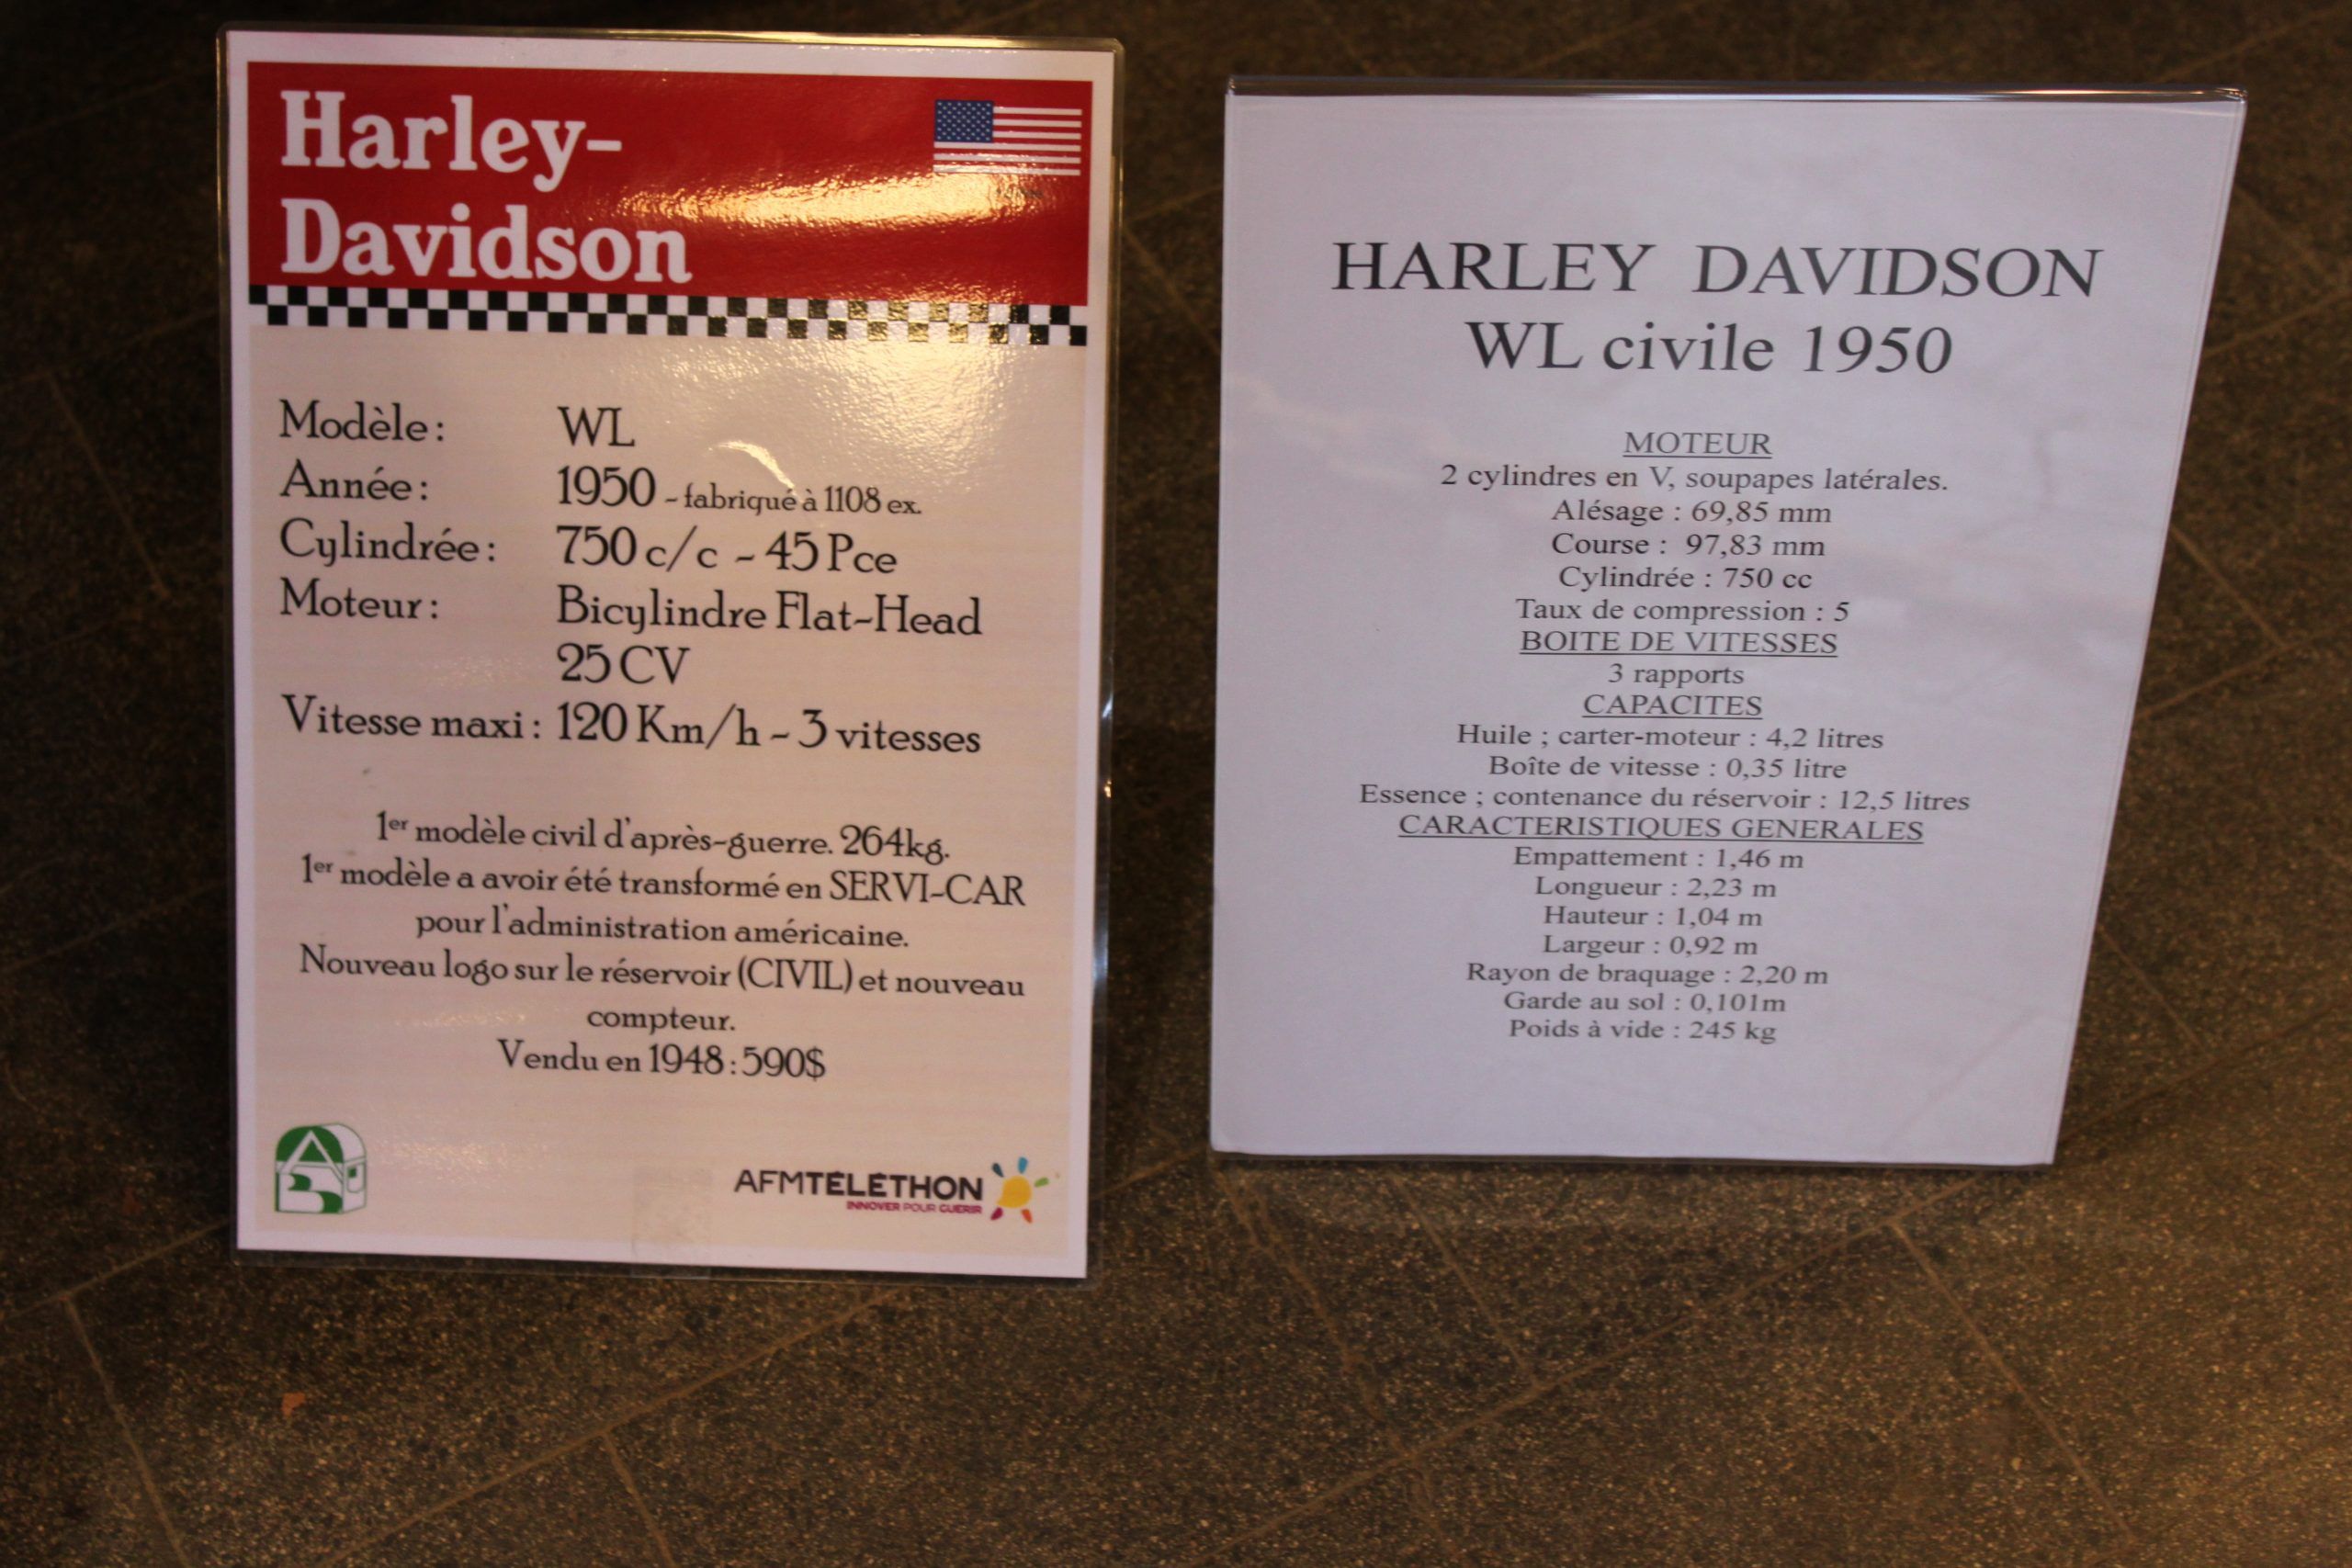 Harley-
Davidson
Modèle: WL
Année: 1950 - fabriqué à 1108 ex.
Cylindrée: 750 c/c - 45 Pce
Moteur: Bicylindre Flat-Head
25 CV
Vitesse maxi: 120 Km/h - 3 vitesses
1er modèle civil d'après-guerre. 264kg.
1er modèle a avoir été transformé en SERVI-CAR
pour l'administration américaine.
Nouveau logo sur le réservoir (CIVIL) et nouveau
compteur.
Vendu en 1948: 590$
AFMTÉLÉTHON
INNOVER POUR GUÉRIR
HARLEY DAVIDSON
WL civile 1950
MOTEUR
2 cylindres en V, soupapes latérales.
Alésage : 69,85 mm
Course : 97,83 mm
Cylindrée : 750 cc
Taux de compression : 5
BOITE DE VITESSES
3 rapports
CAPACITES
Huile ; carter-moteur : 4,2 litres
Boîte de vitesse : 0,35 litre
Essence ; contenance du réservoir : 12,5 litres
CARACTERISTIQUES GENERALES
Empattement : 1,46 m
Longueur : 2,23 m
Hauteur : 1,04 m
Largeur : 0,92 m
Rayon de braquage : 2,20 m
Garde au sol : 0,101m
Poids à vide : 245 kg